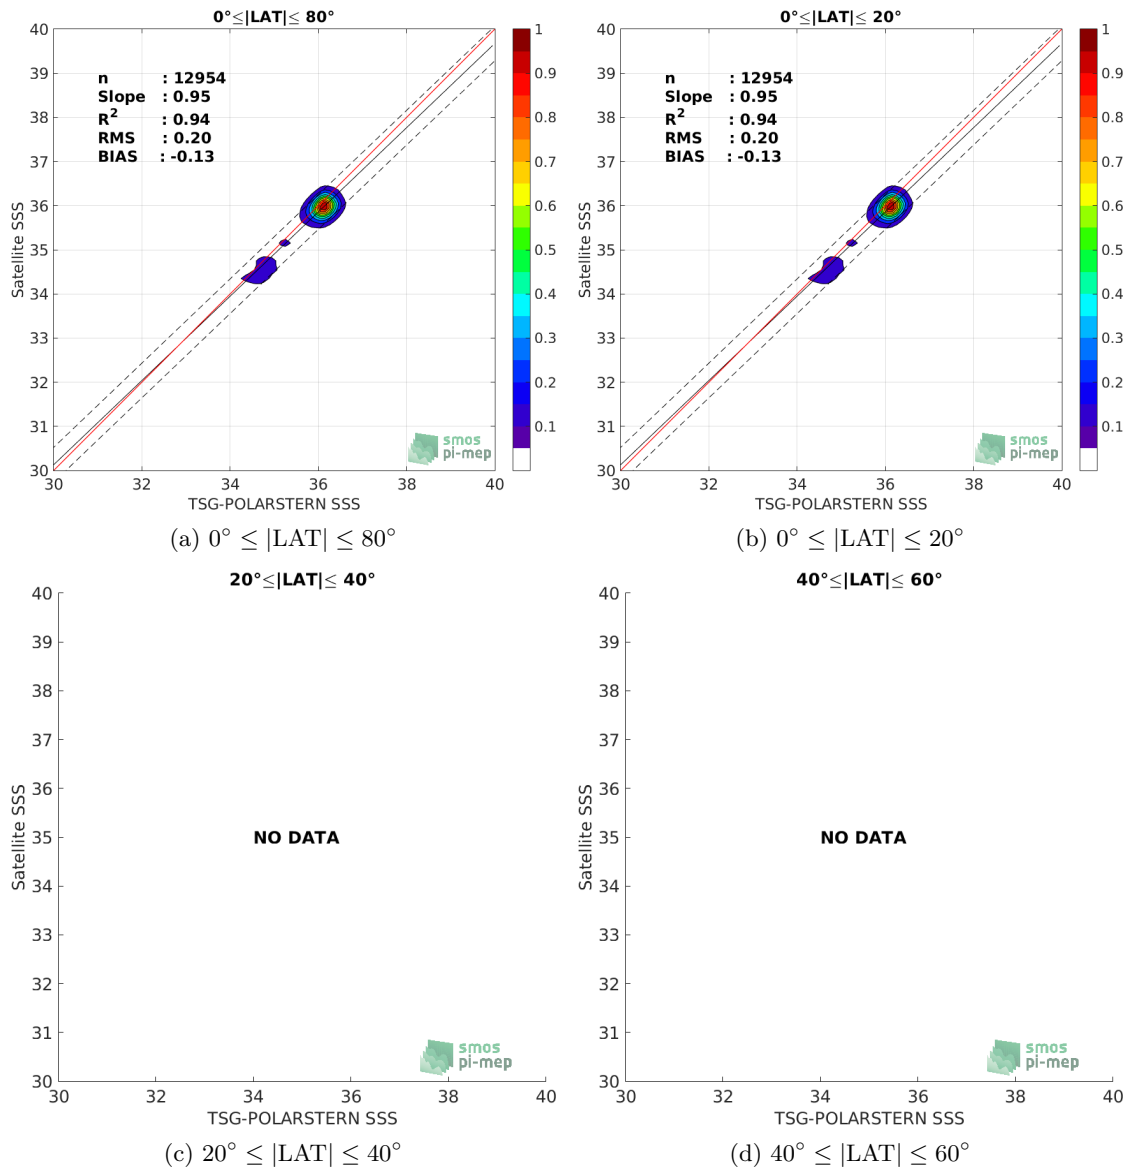 0°≤|LAT|≤ 80°
40
39
38
37
36
35
34
33
32
31
30
Satellite SSS
n : 12954
Slope : 0.95
R2 : 0.94
RMS : 0.20
BIAS : -0.13
smos
pi-mep
30 32 34 36 38 40
TSG-POLARSTERN SSS
1
0.9
0.8
0.7
0.6
0.5
0.4
0.3
0.2
0.1
(a) 0° ≤ |LAT| ≤ 80°
0°≤|LAT|≤ 20°
40
39
38
37
36
35
34
33
32
31
30
Satellite SSS
n : 12954
Slope : 0.95
R2 : 0.94
RMS : 0.20
BIAS : -0.13
smos
pi-mep
30 32 34 36 38 40
TSG-POLARSTERN SSS
1
0.9
0.8
0.7
0.6
0.5
0.4
0.3
0.2
0.1
(b) 0° ≤ |LAT| ≤ 20°
20°≤|LAT|≤ 40°
40
39
38
37
36
35
34
33
32
31
30
Satellite SSS
NO DATA
smos
pi-mep
30 32 34 36 38 40
TSG-POLARSTERN SSS
(c) 20° ≤ |LAT| ≤ 40°
40°≤|LAT|≤ 60°
40
39
38
37
36
35
34
33
32
31
30
Satellite SSS
NO DATA
smos
pi-mep
30 32 34 36 38 40
TSG-POLARSTERN SSS
(d) 40° ≤ |LAT| ≤ 60°